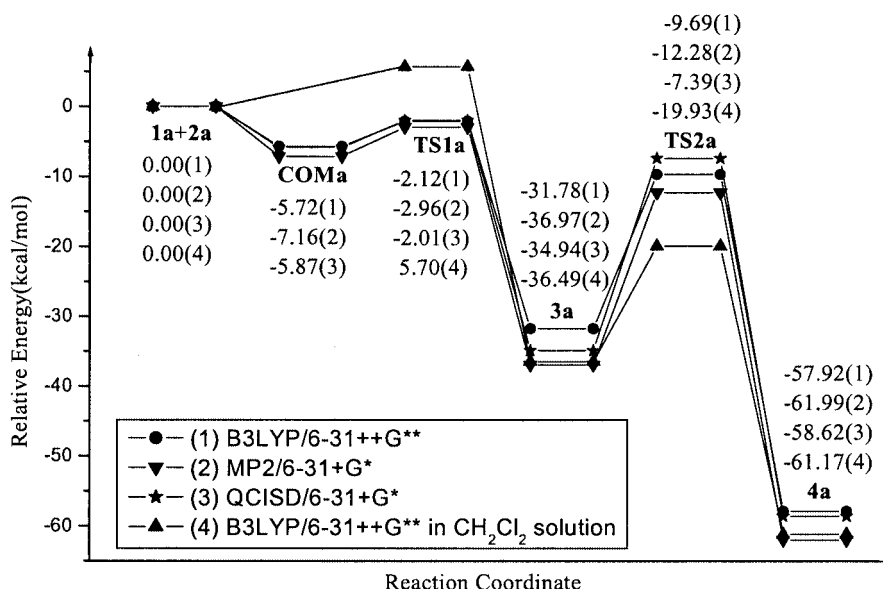 -9.69(1)
-12.28(2)
-7.39(3)
-19.93(4)
TS2a
0
-10
-20
-30
-40
-50
-60
Relative Energy(kcal/mol)
1a+2a
0.00(1)
0.00(2)
0.00(3)
0.00(4)
COMa
-5.72(1)
-7.16(2)
-5.87(3)
TS1a
-2.12(1)
-2.96(2)
-2.01(3)
5.70(4)
-31.78(1)
-36.97(2)
-34.94(3)
-36.49(4)
3a
-57.92(1)
-61.99(2)
-58.62(3)
-61.17(4)
4a
(1) B3LYP/6-31++G**
(2) MP2/6-31+G*
(3) QCISD/6-31+G*
(4) B3LYP/6-31++G** in CH₂Cl₂ solution
Reaction Coordinate